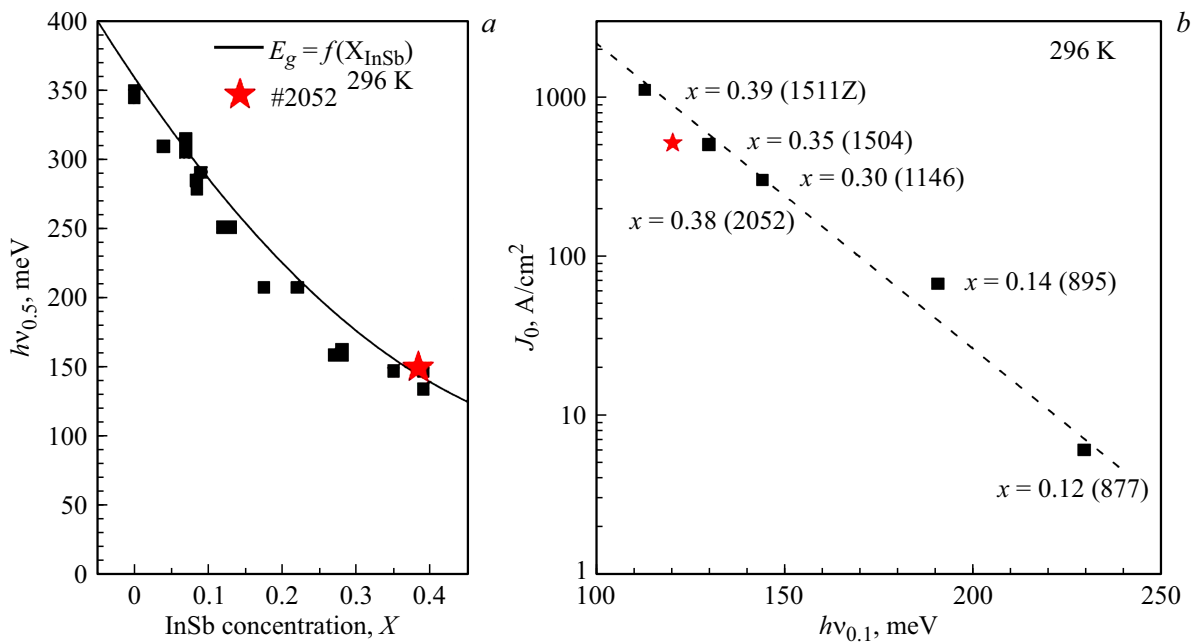 a
E_g = f(X_InSb)
296 K
#2052
400
350
300
250
200
150
100
50
0
hν_0.5, meV
0 0.1 0.2 0.3 0.4
InSb concentration, X
b
296 K
x = 0.39 (1511Z)
x = 0.35 (1504)
x = 0.30 (1146)
x = 0.38 (2052)
x = 0.14 (895)
x = 0.12 (877)
1000
100
10
1
J_0, A/cm²
100 150 200 250
hν_0.1, meV